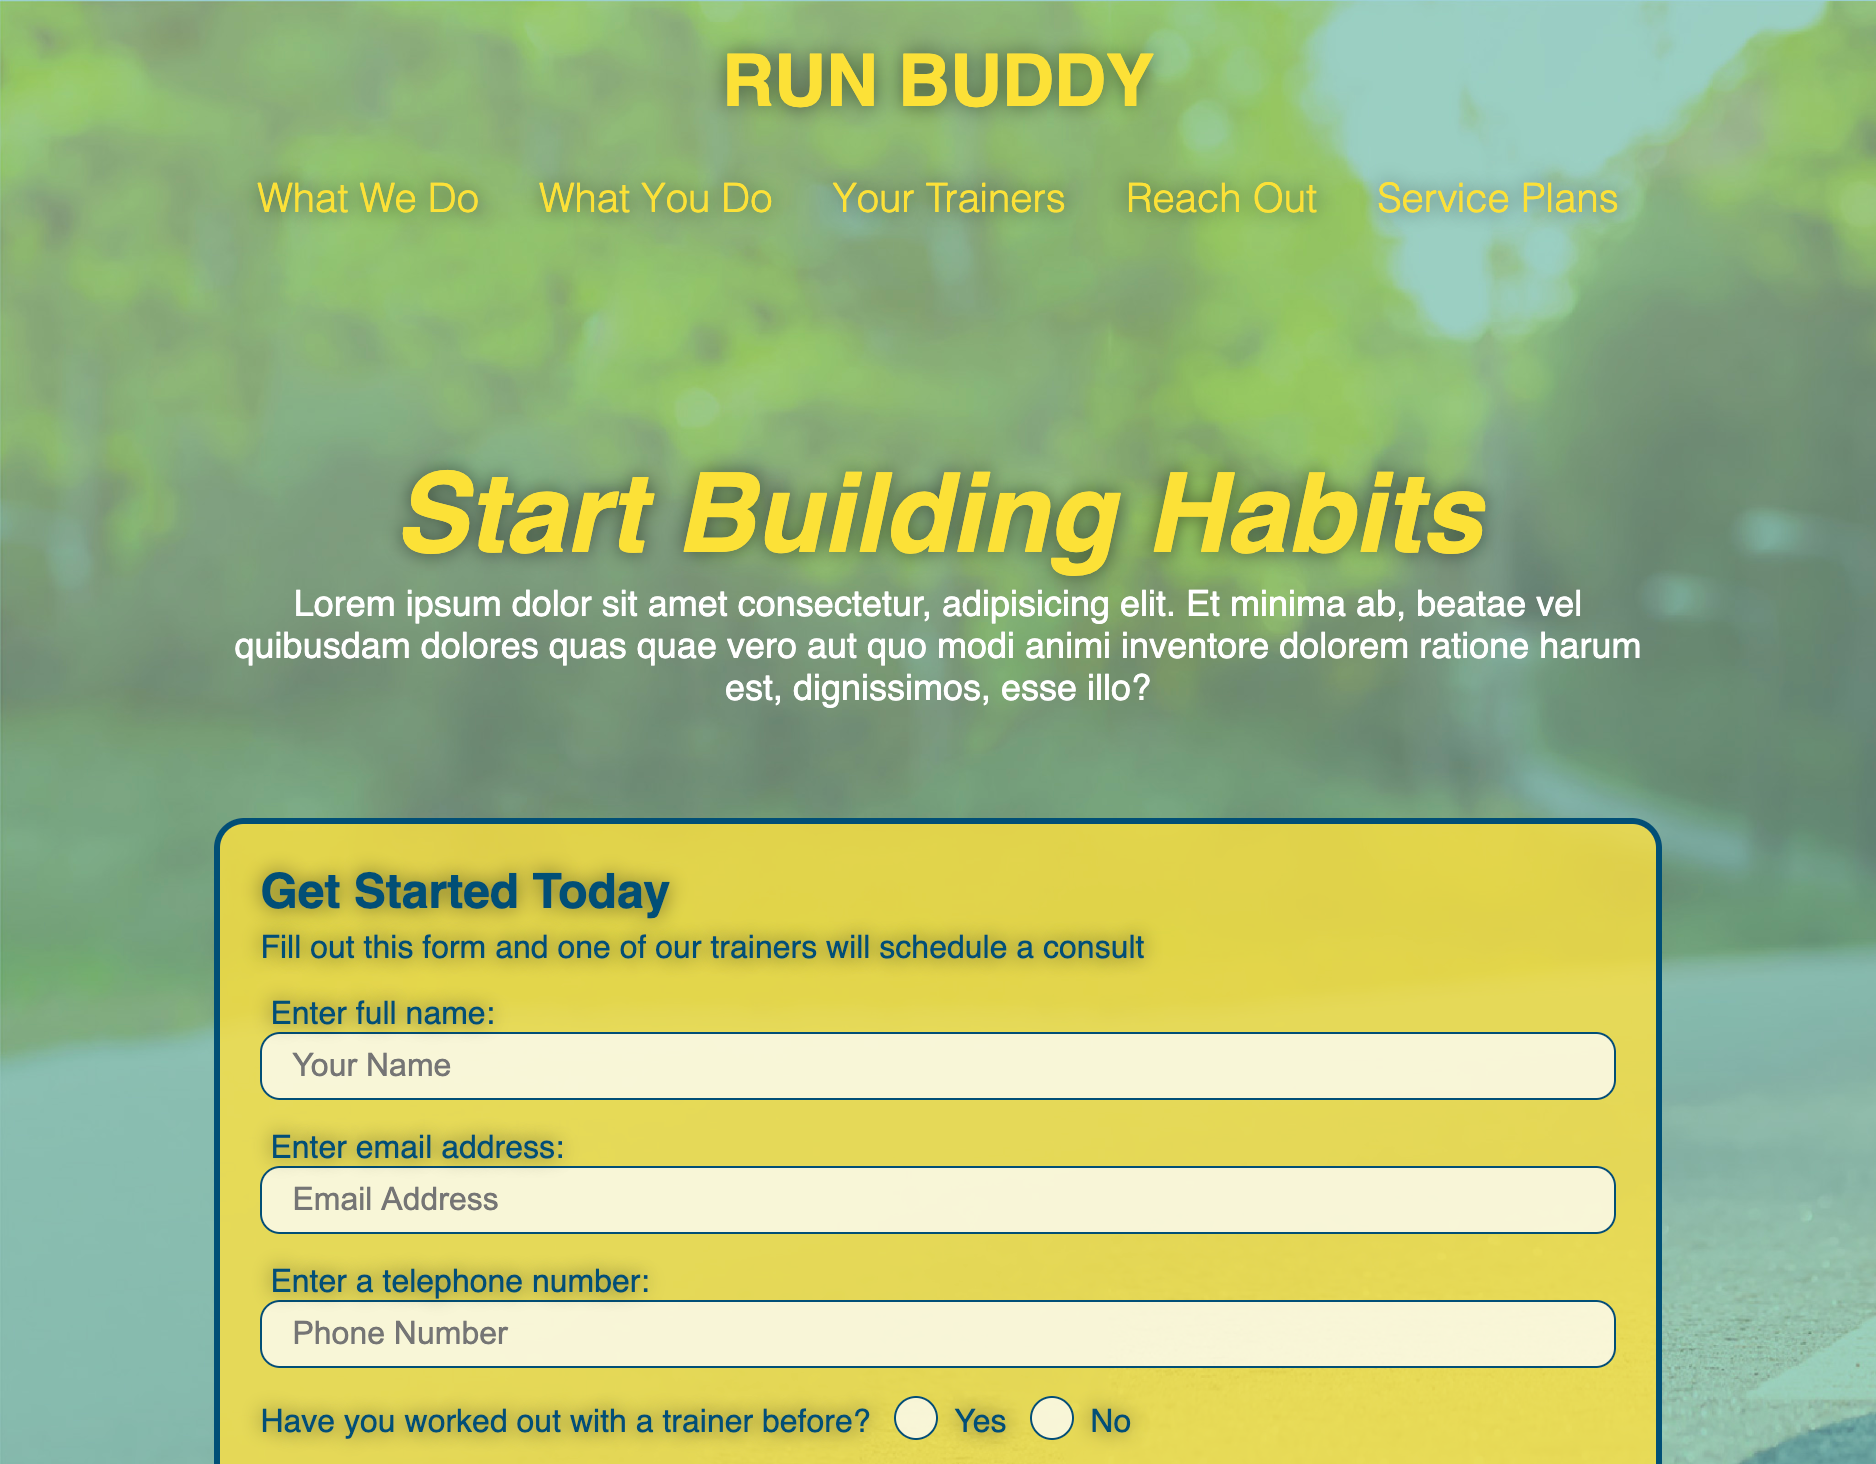 RUN BUDDY
What We Do What You Do Your Trainers Reach Out Service Plans
Start Building Habits
Lorem ipsum dolor sit amet consectetur, adipisicing elit. Et minima ab, beatae vel
quibusdam dolores quas quae vero aut quo modi animi inventore dolorem ratione harum
est, dignissimos, esse illo?
Get Started Today
Fill out this form and one of our trainers will schedule a consult
Enter full name:
Your Name
Enter email address:
Email Address
Enter a telephone number:
Phone Number
Have you worked out with a trainer before? Yes No